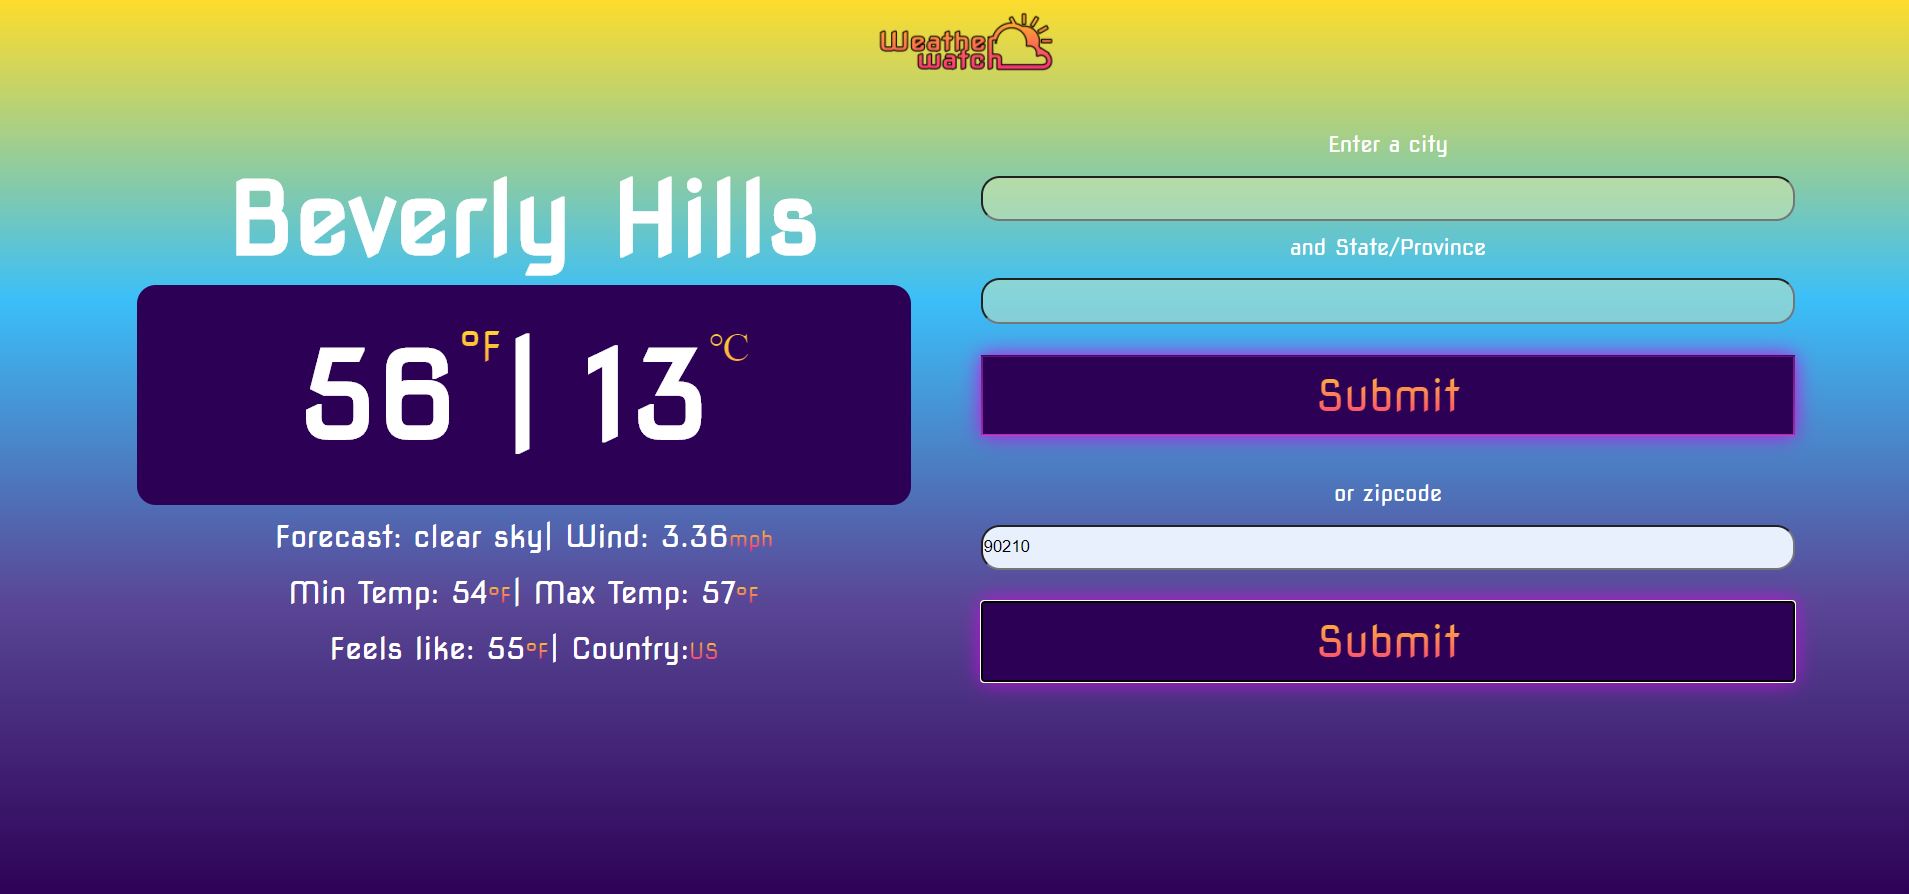 Weather
watch
Beverly Hills
56°F| 13℃
Forecast: clear sky| Wind: 3.36mph
Min Temp: 54°F| Max Temp: 57°F
Feels like: 55°F| Country:US
Enter a city
and State/Province
Submit
or zipcode
90210
Submit